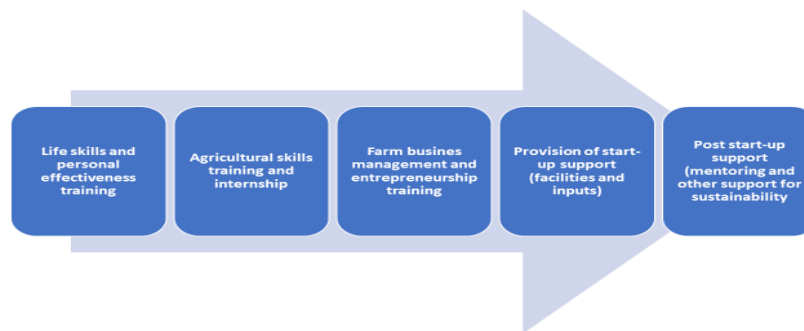 Life skills and
personal
effectiveness
training
Agricultural skills
training and
internship
Farm busines
management and
entrepreneurship
training
Provision of start-
up support
(facilities and
inputs)
Post start-up
support
(mentoring and
other support for
sustainability